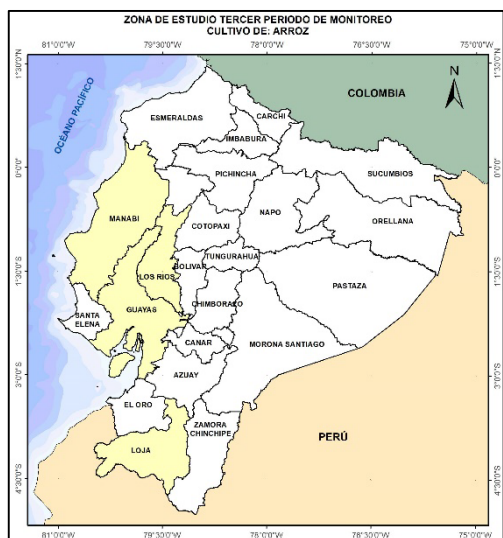 ZONA DE ESTUDIO TERCER PERIODO DE MONITOREO
CULTIVO DE: ARROZ
81°0'0"W
79°30'0"W
78°0'0"W
76°30'0"W
75°0'0"W
1°30'0"N
1°30'0"N
OCÉANO PACÍFICO
N
COLOMBIA
ESMERALDAS
CARCHI
IMBABURA
0°0'0"
0°0'0"
PICHINCHA
SUCUMBIOS
MANABI
NAPO
ORELLANA
COTOPAXI
TUNGURAHUA
BOLIVAR
LOS RIOS
1°30'0"S
1°30'0"S
PASTAZA
CHIMBORAZO
SANTA
ELENA
GUAYAS
CAÑAR
MORONA SANTIAGO
AZUAY
3°0'0"S
3°0'0"S
EL ORO
ZAMORA
CHINCHIPE
PERÚ
LOJA
4°30'0"S
4°30'0"S
81°0'0"W
79°30'0"W
78°0'0"W
76°30'0"W
75°0'0"W